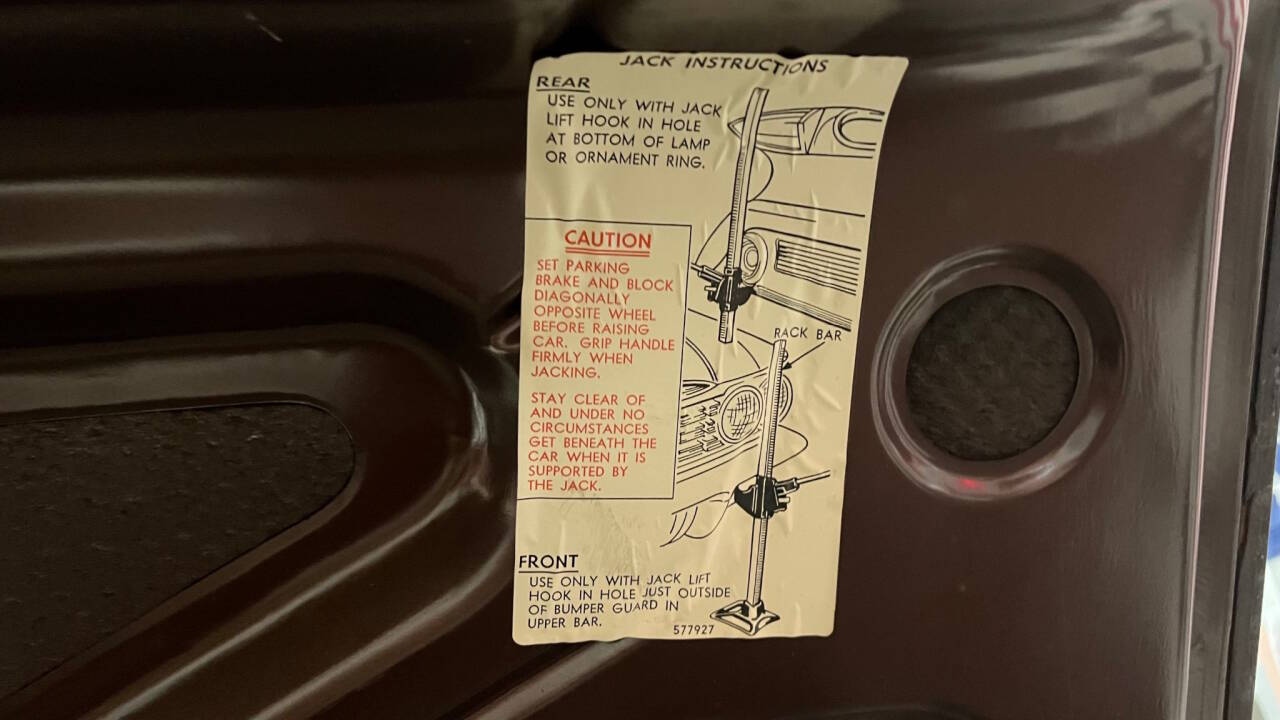 JACK INSTRUCTIONS
REAR
USE ONLY WITH JACK
LIFT HOOK IN HOLE
AT BOTTOM OF LAMP
OR ORNAMENT RING.
CAUTION
SET PARKING
BRAKE AND BLOCK
DIAGONALLY
OPPOSITE WHEEL
BEFORE RAISING
CAR. GRIP HANDLE
FIRMLY WHEN
JACKING.
STAY CLEAR OF
AND UNDER NO
CIRCUMSTANCES
GET BENEATH THE
CAR WHEN IT IS
SUPPORTED BY
THE JACK.
RACK BAR
FRONT
USE ONLY WITH JACK LIFT
HOOK IN HOLE JUST OUTSIDE
OF BUMPER GUARD IN
UPPER BAR.
577927